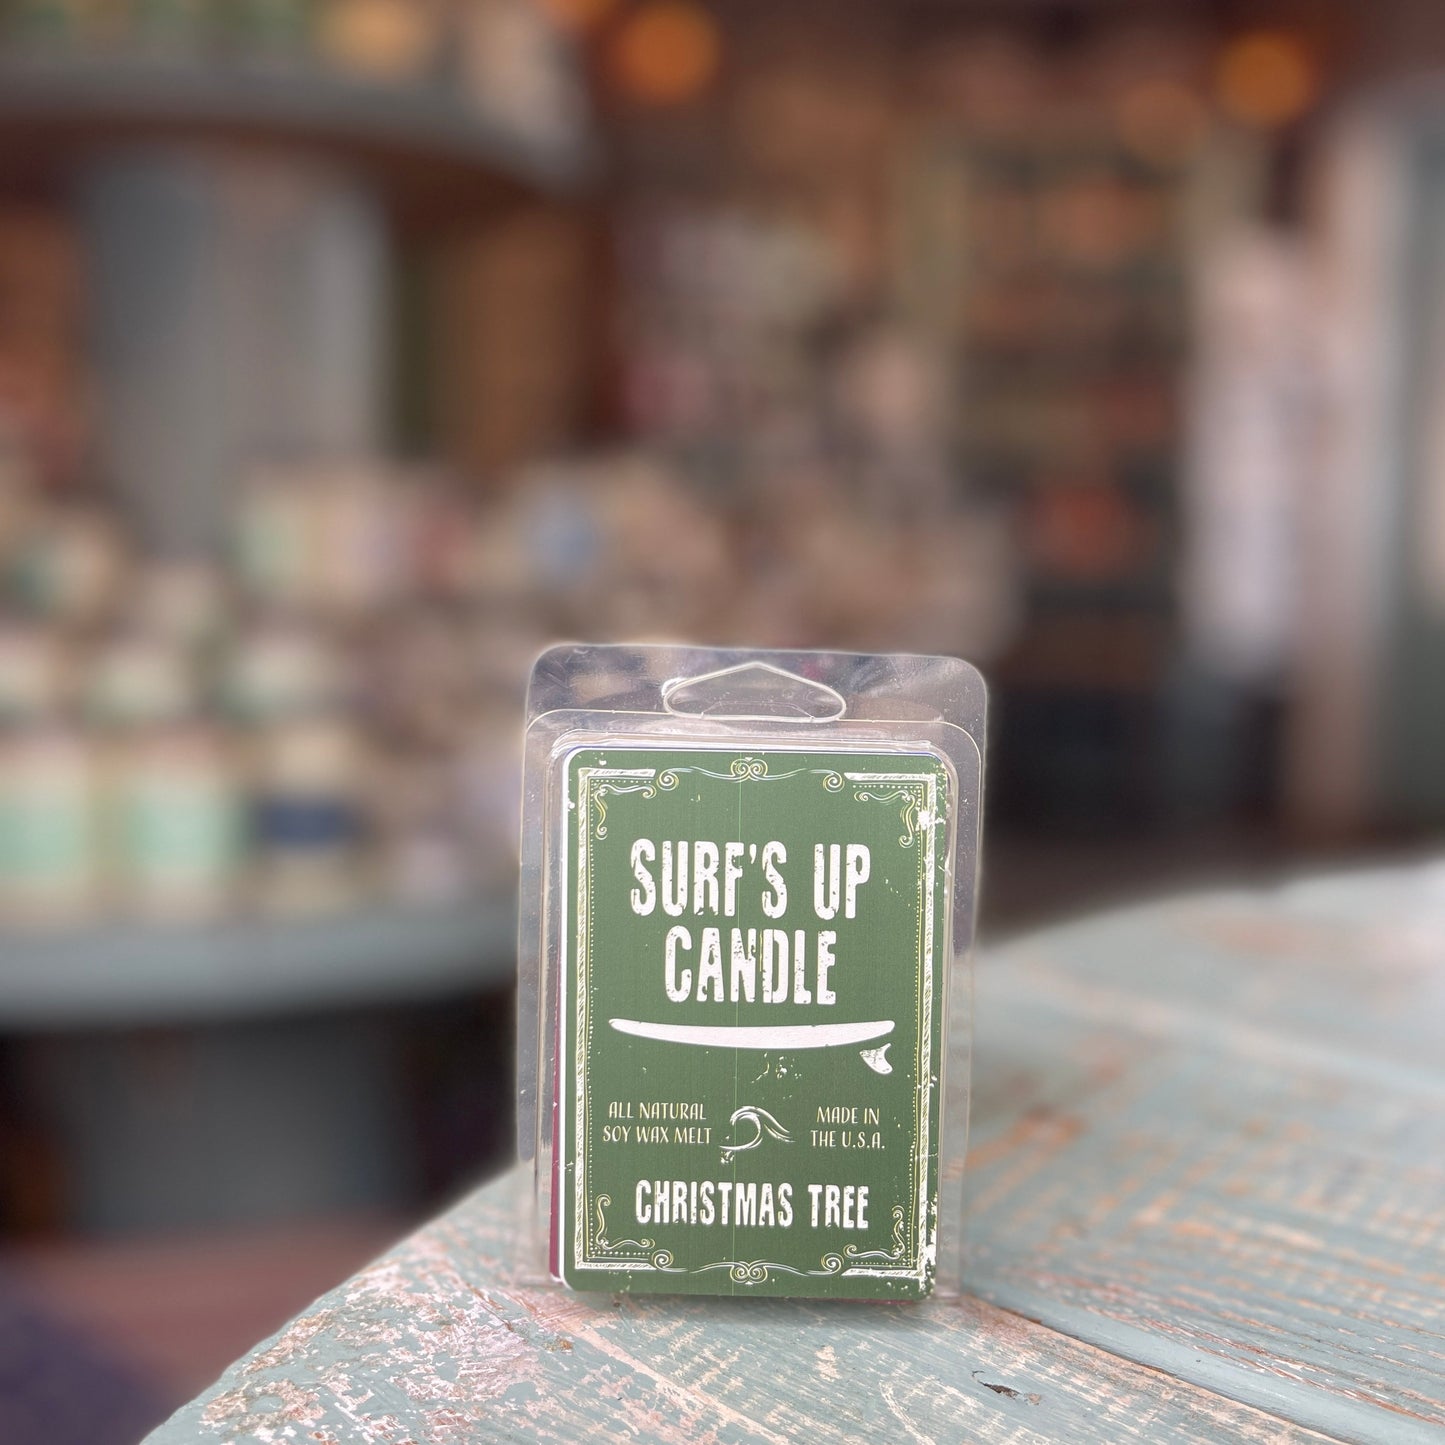 SURF'S UP
CANDLE
ALL NATURAL
SOY WAX MELT
MADE IN
THE U.S.A.
CHRISTMAS TREE